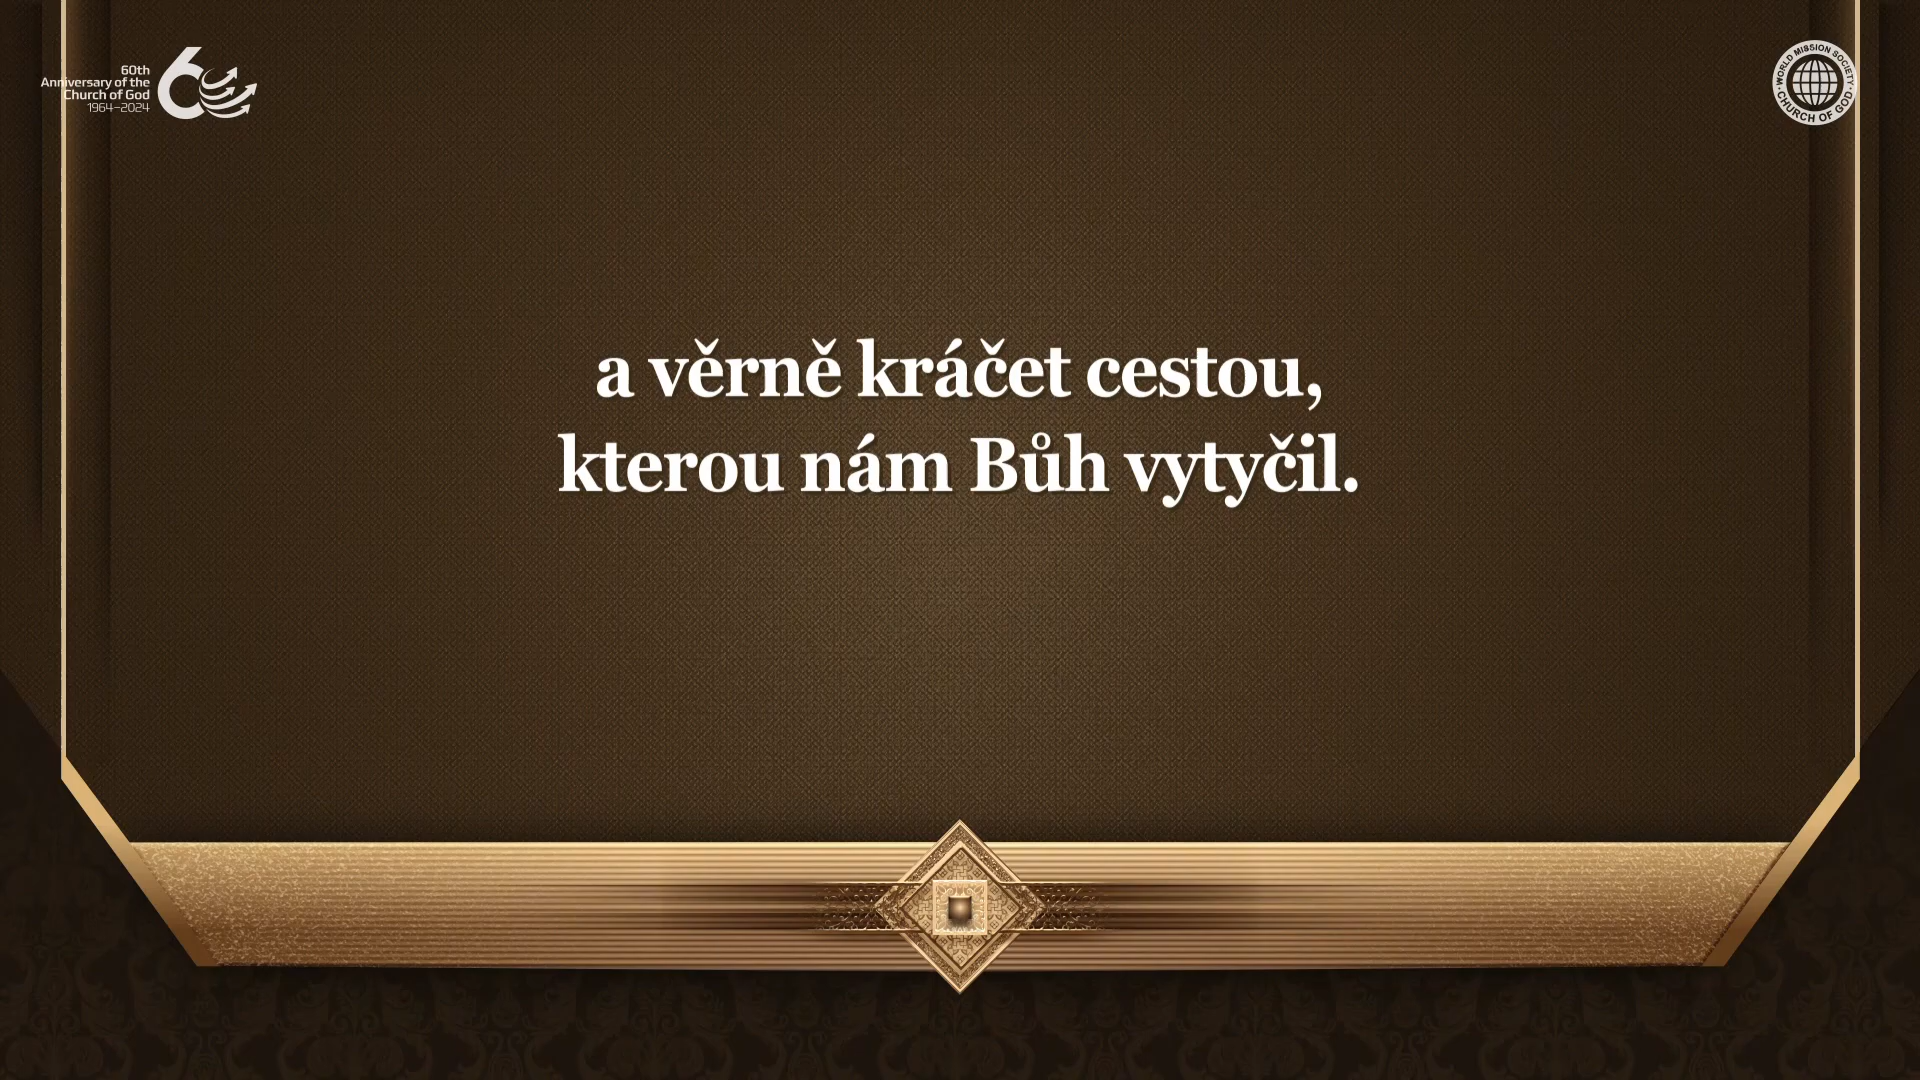 60th
Anniversary of the
Church of God
1964–2024
60
WORLD MISSION SOCIETY
CHURCH OF GOD
a věrně kráčet cestou,
kterou nám Bůh vytyčil.